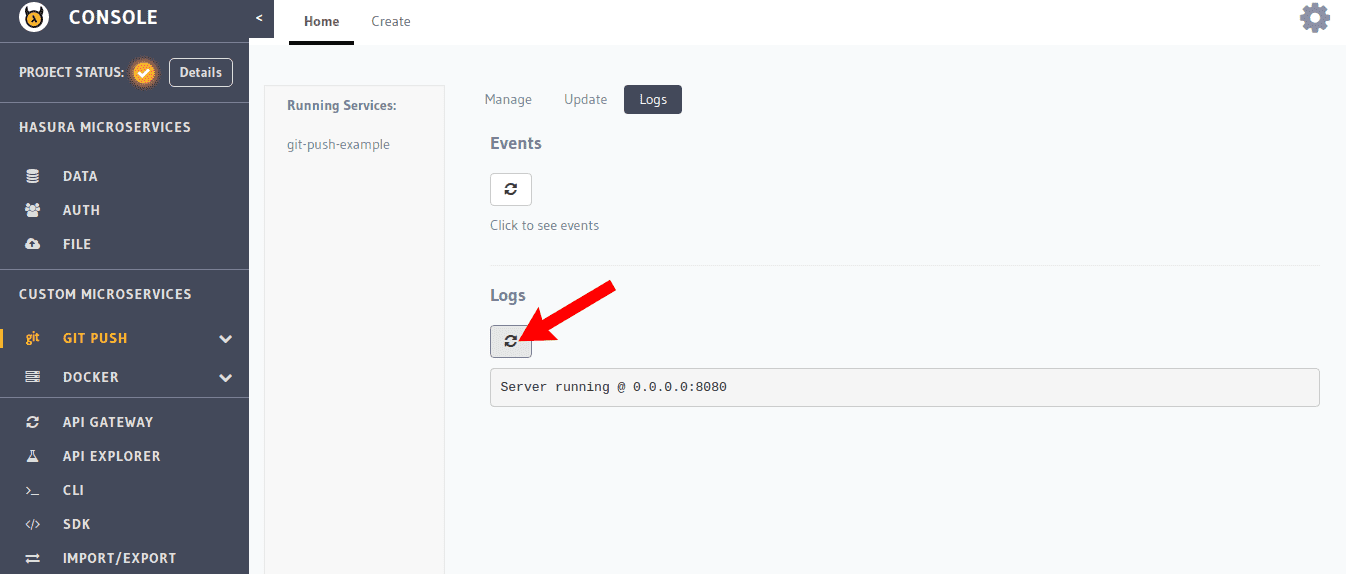 CONSOLE
<
Home
Create
PROJECT STATUS:
Details
HASURA MICROSERVICES
DATA
AUTH
FILE
CUSTOM MICROSERVICES
git
GIT PUSH
DOCKER
API GATEWAY
API EXPLORER
CLI
SDK
IMPORT/EXPORT
Running Services:
git-push-example
Manage
Update
Logs
Events
Click to see events
Logs
Server running @ 0.0.0.0:8080